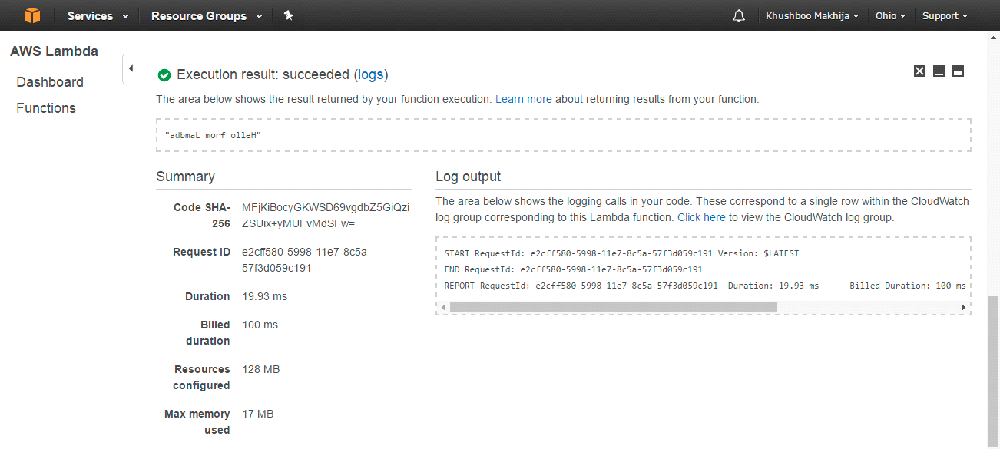 Services Resource Groups Khushboo Makhija Ohio Support
AWS Lambda
Dashboard
Functions
Execution result: succeeded (logs)
The area below shows the result returned by your function execution. Learn more about returning results from your function.
"adbmaL morf olleH"
Summary
Code SHA-
256
MFjKiBocyGKWSD69vgdbZ5GiQzi
ZSUix+yMUFvMdSFw=
Request ID
e2cff580-5998-11e7-8c5a-
57f3d059c191
Duration 19.93 ms
Billed
duration
100 ms
Resources
configured
128 MB
Max memory
used
17 MB
Log output
The area below shows the logging calls in your code. These correspond to a single row within the CloudWatch
log group corresponding to this Lambda function. Click here to view the CloudWatch log group.
START RequestId: e2cff580-5998-11e7-8c5a-57f3d059c191 Version: $LATEST
END RequestId: e2cff580-5998-11e7-8c5a-57f3d059c191
REPORT RequestId: e2cff580-5998-11e7-8c5a-57f3d059c191 Duration: 19.93 ms Billed Duration: 100 ms